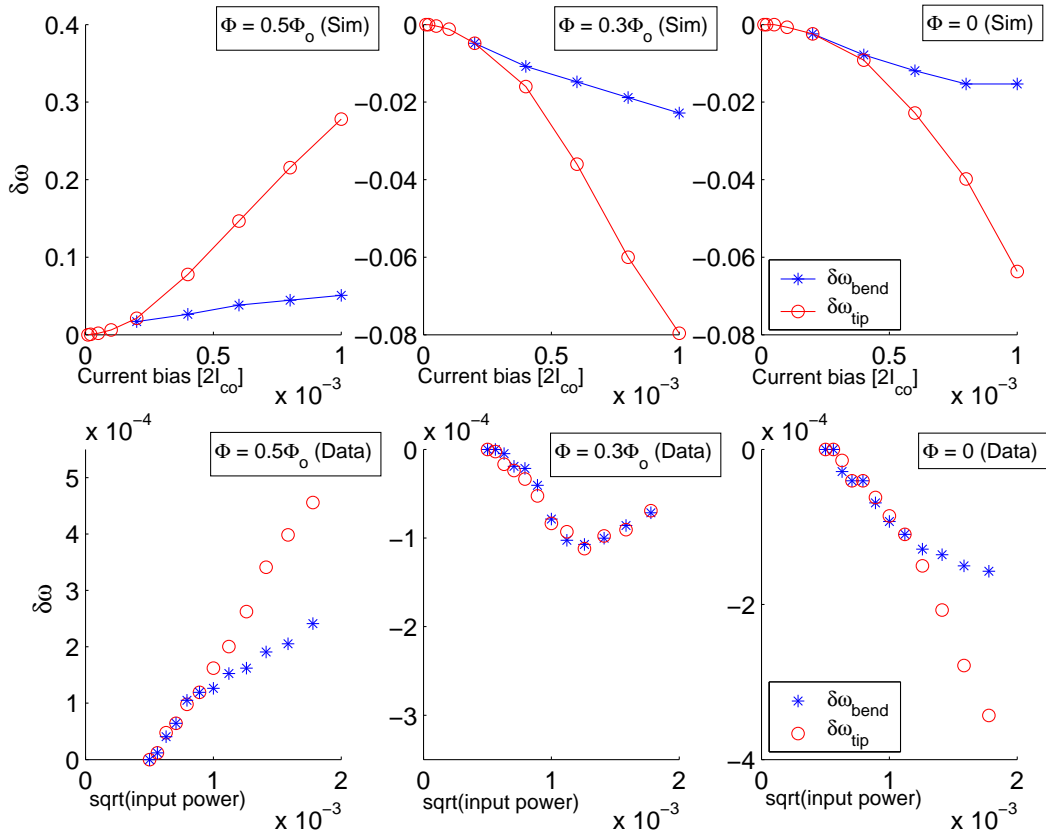 Φ = 0.5Φo (Sim)
0.4
0.3
0.2
0.1
0
δω
0 0.5 1
Current bias [2Ico]
x 10−3
Φ = 0.3Φo (Sim)
0
−0.02
−0.04
−0.06
−0.08
0 0.5 1
Current bias [2Ico]
x 10−3
Φ = 0 (Sim)
0
−0.02
−0.04
−0.06
−0.08
δωbend
δωtip
0 0.5 1
Current bias [2Ico]
x 10−3
x 10−4
Φ = 0.5Φo (Data)
5
4
3
2
1
0
δω
0 1 2
sqrt(input power)
x 10−3
x 10−4
Φ = 0.3Φo (Data)
0
−1
−2
−3
0 1 2
sqrt(input power)
x 10−3
x 10−4
Φ = 0 (Data)
0
−2
−4
δωbend
δωtip
0 1 2
sqrt(input power)
x 10−3